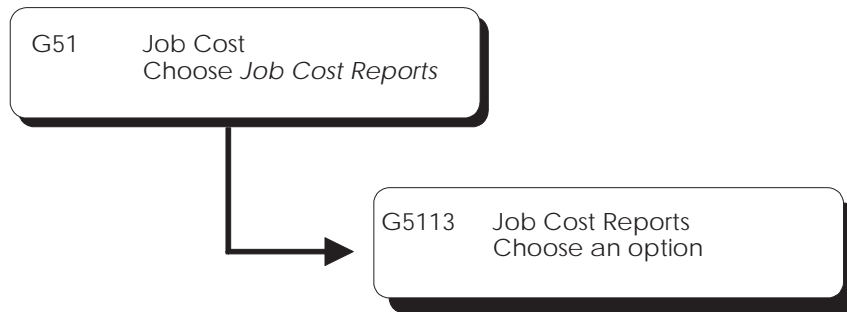 G51 Job Cost
Choose Job Cost Reports
G5113 Job Cost Reports
Choose an option